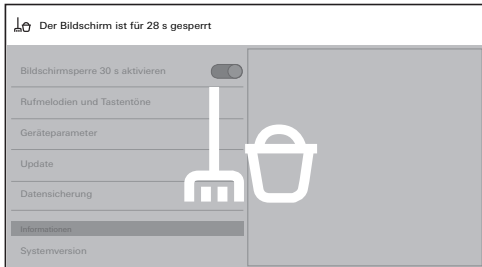 Der Bildschirm ist für 28 s gesperrt
Bildschirmsperre 30 s aktivieren
Rufmelodien und Tastentöne
Geräteparameter
Update
Datensicherung
Informationen
Systemversion